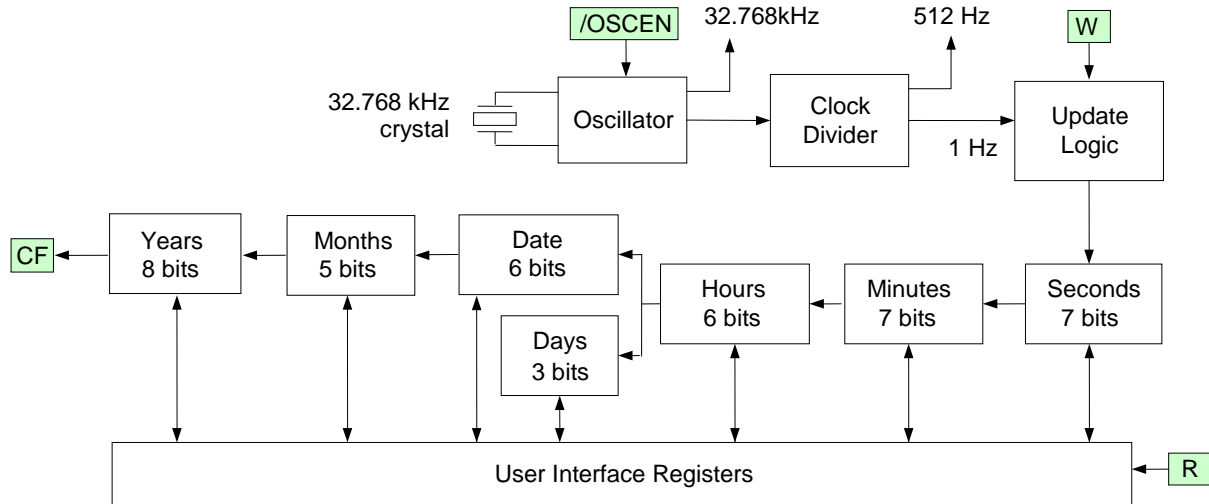 /OSCEN
32.768kHz
512 Hz
W
32.768 kHz
crystal
Oscillator
Clock
Divider
1 Hz
Update
Logic
CF
Years
8 bits
Months
5 bits
Date
6 bits
Days
3 bits
Hours
6 bits
Minutes
7 bits
Seconds
7 bits
User Interface Registers
R